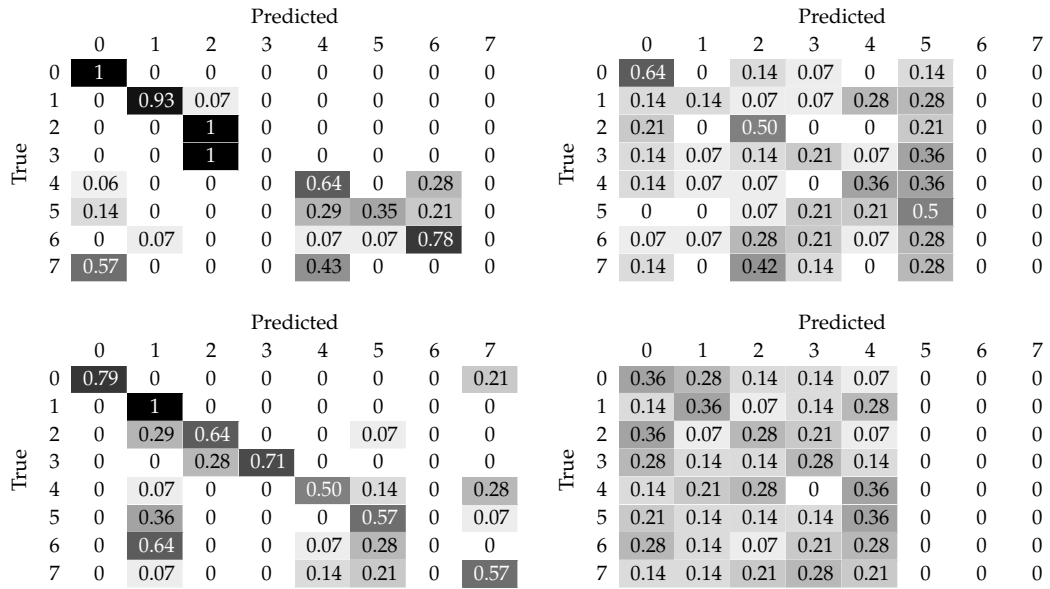 Predicted
0 1 2 3 4 5 6 7
0 1 0 0 0 0 0 0 0
1 0 0.93 0.07 0 0 0 0 0
2 0 0 1 0 0 0 0 0
3 0 0 1 0 0 0 0 0
4 0.06 0 0 0 0.64 0 0.28 0
5 0.14 0 0 0 0.29 0.35 0.21 0
6 0 0.07 0 0 0.07 0.07 0.78 0
7 0.57 0 0 0 0.43 0 0 0
True
Predicted
0 1 2 3 4 5 6 7
0 0.64 0 0.14 0.07 0 0.14 0 0
1 0.14 0.14 0.07 0.07 0.28 0.28 0 0
2 0.21 0 0.50 0 0 0.21 0 0
3 0.14 0.07 0.14 0.21 0.07 0.36 0 0
4 0.14 0.07 0.07 0 0.36 0.36 0 0
5 0 0 0.07 0.21 0.21 0.5 0 0
6 0.07 0.07 0.28 0.21 0.07 0.28 0 0
7 0.14 0 0.42 0.14 0 0.28 0 0
True
Predicted
0 1 2 3 4 5 6 7
0 0.79 0 0 0 0 0 0 0.21
1 0 1 0 0 0 0 0 0
2 0 0.29 0.64 0 0 0.07 0 0
3 0 0 0.28 0.71 0 0 0 0
4 0 0.07 0 0 0.50 0.14 0 0.28
5 0 0.36 0 0 0 0.57 0 0.07
6 0 0.64 0 0 0.07 0.28 0 0
7 0 0.07 0 0 0.14 0.21 0 0.57
True
Predicted
0 1 2 3 4 5 6 7
0 0.36 0.28 0.14 0.14 0.07 0 0 0
1 0.14 0.36 0.07 0.14 0.28 0 0 0
2 0.36 0.07 0.28 0.21 0.07 0 0 0
3 0.28 0.14 0.14 0.28 0.14 0 0 0
4 0.14 0.21 0.28 0 0.36 0 0 0
5 0.21 0.14 0.14 0.14 0.36 0 0 0
6 0.28 0.14 0.07 0.21 0.28 0 0 0
7 0.14 0.14 0.21 0.28 0.21 0 0 0
True